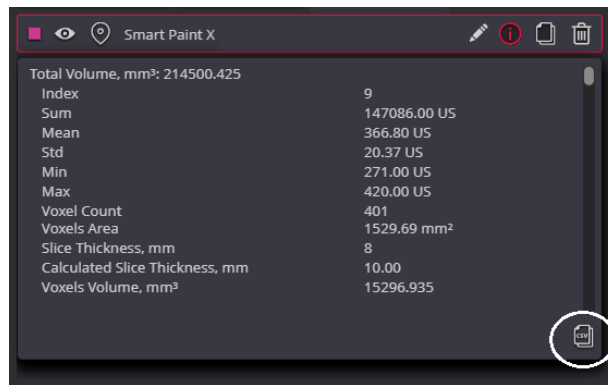 Smart Paint X
Total Volume, mm³: 214500.425
Index 9
Sum 147086.00 US
Mean 366.80 US
Std 20.37 US
Min 271.00 US
Max 420.00 US
Voxel Count 401
Voxels Area 1529.69 mm²
Slice Thickness, mm 8
Calculated Slice Thickness, mm 10.00
Voxels Volume, mm³ 15296.935
CSV